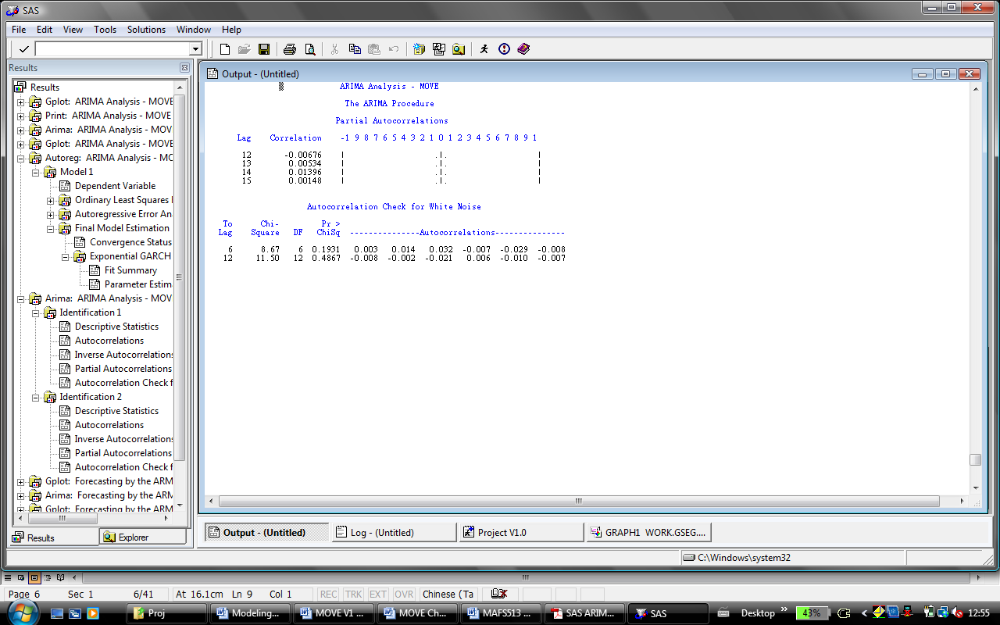 SAS
File Edit View Tools Solutions Window Help
Results
Results
Gplot: ARIMA Analysis - MOVE
Print: ARIMA Analysis - MOVE
Arima: ARIMA Analysis - MOV
Gplot: ARIMA Analysis - MOVE
Autoreg: ARIMA Analysis - MC
Model 1
Dependent Variable
Ordinary Least Squares
Autoregressive Error An
Final Model Estimation
Convergence Status
Exponential GARCH
Fit Summary
Parameter Estim
Arima: ARIMA Analysis - MOV
Identification 1
Descriptive Statistics
Autocorrelations
Inverse Autocorrelation
Partial Autocorrelations
Autocorrelation Check f
Identification 2
Descriptive Statistics
Autocorrelations
Inverse Autocorrelation
Partial Autocorrelations
Autocorrelation Check f
Gplot: Forecasting by the ARM
Arima: Forecasting by the ARM
Gplot: Forecasting by the ARM
Results Explorer
Output - (Untitled)
ARIMA Analysis - MOVE
The ARIMA Procedure
Partial Autocorrelations
Lag Correlation -1 9 8 7 6 5 4 3 2 1 0 1 2 3 4 5 6 7 8 9 1
12 -0.00676 | .|. |
13 0.00534 | .|. |
14 0.01396 | .|. |
15 0.00148 | .|. |
Autocorrelation Check for White Noise
To Chi- Pr >
Lag Square DF ChiSq ---------------Autocorrelations---------------
6 8.67 6 0.1931 0.003 0.014 0.032 -0.007 -0.029 -0.008
12 11.50 12 0.4867 -0.008 -0.002 -0.021 0.006 -0.010 -0.007
Output - (Untitled) Log - (Untitled) Project V1.0 GRAPH1 WORK.GSEG....
C:\Windows\system32
Page 6 Sec 1 6/41 At 16.1cm Ln 9 Col 1 REC TRK EXT OVR Chinese (Ta
Proj Modeling... MOVE V1 ... MOVE Ch... MAFS513 ... SAS ARIM... SAS Desktop 43% 12:55